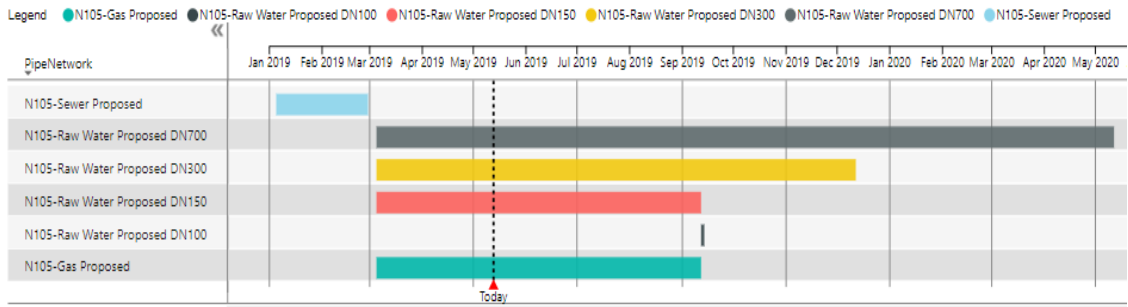 Legend N105-Gas Proposed N105-Raw Water Proposed DN100 N105-Raw Water Proposed DN150 N105-Raw Water Proposed DN300 N105-Raw Water Proposed DN700 N105-Sewer Proposed
PipeNetwork Jan 2019 Feb 2019 Mar 2019 Apr 2019 May 2019 Jun 2019 Jul 2019 Aug 2019 Sep 2019 Oct 2019 Nov 2019 Dec 2019 Jan 2020 Feb 2020 Mar 2020 Apr 2020 May 2020
N105-Sewer Proposed
N105-Raw Water Proposed DN700
N105-Raw Water Proposed DN300
N105-Raw Water Proposed DN150
N105-Raw Water Proposed DN100
N105-Gas Proposed
Today